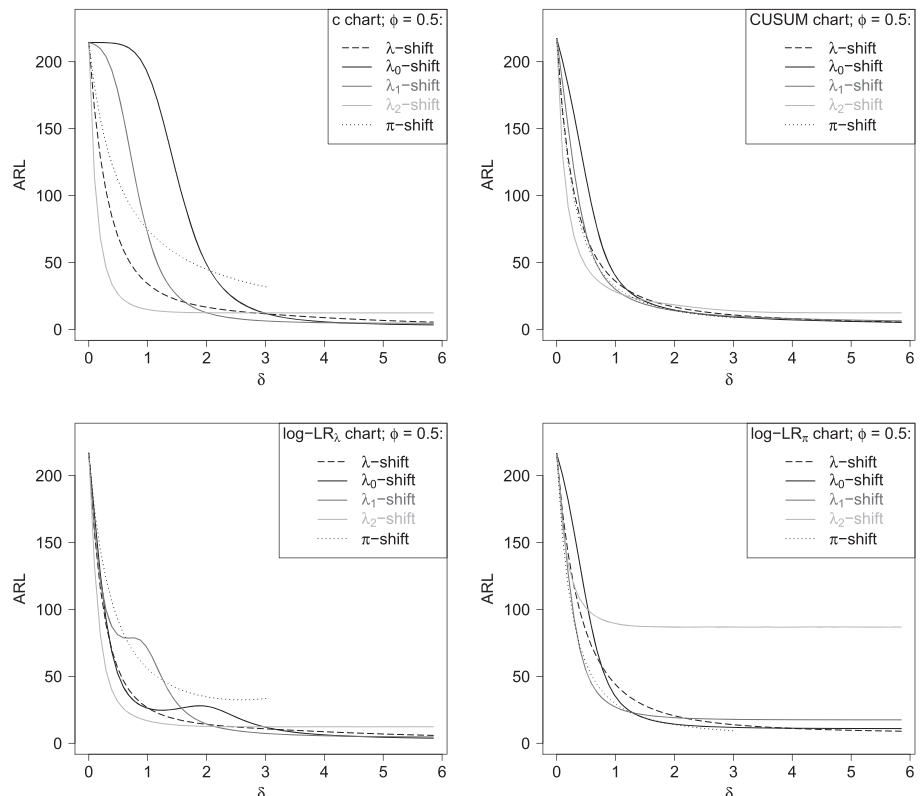 c chart; ϕ = 0.5:
λ−shift
λ0−shift
λ1−shift
λ2−shift
π−shift
ARL
200
150
100
50
0
0 1 2 3 4 5 6
δ
CUSUM chart; ϕ = 0.5:
λ−shift
λ0−shift
λ1−shift
λ2−shift
π−shift
ARL
200
150
100
50
0
0 1 2 3 4 5 6
δ
log−LRλ chart; ϕ = 0.5:
λ−shift
λ0−shift
λ1−shift
λ2−shift
π−shift
ARL
200
150
100
50
0
0 1 2 3 4 5 6
δ
log−LRπ chart; ϕ = 0.5:
λ−shift
λ0−shift
λ1−shift
λ2−shift
π−shift
ARL
200
150
100
50
0
0 1 2 3 4 5 6
δ